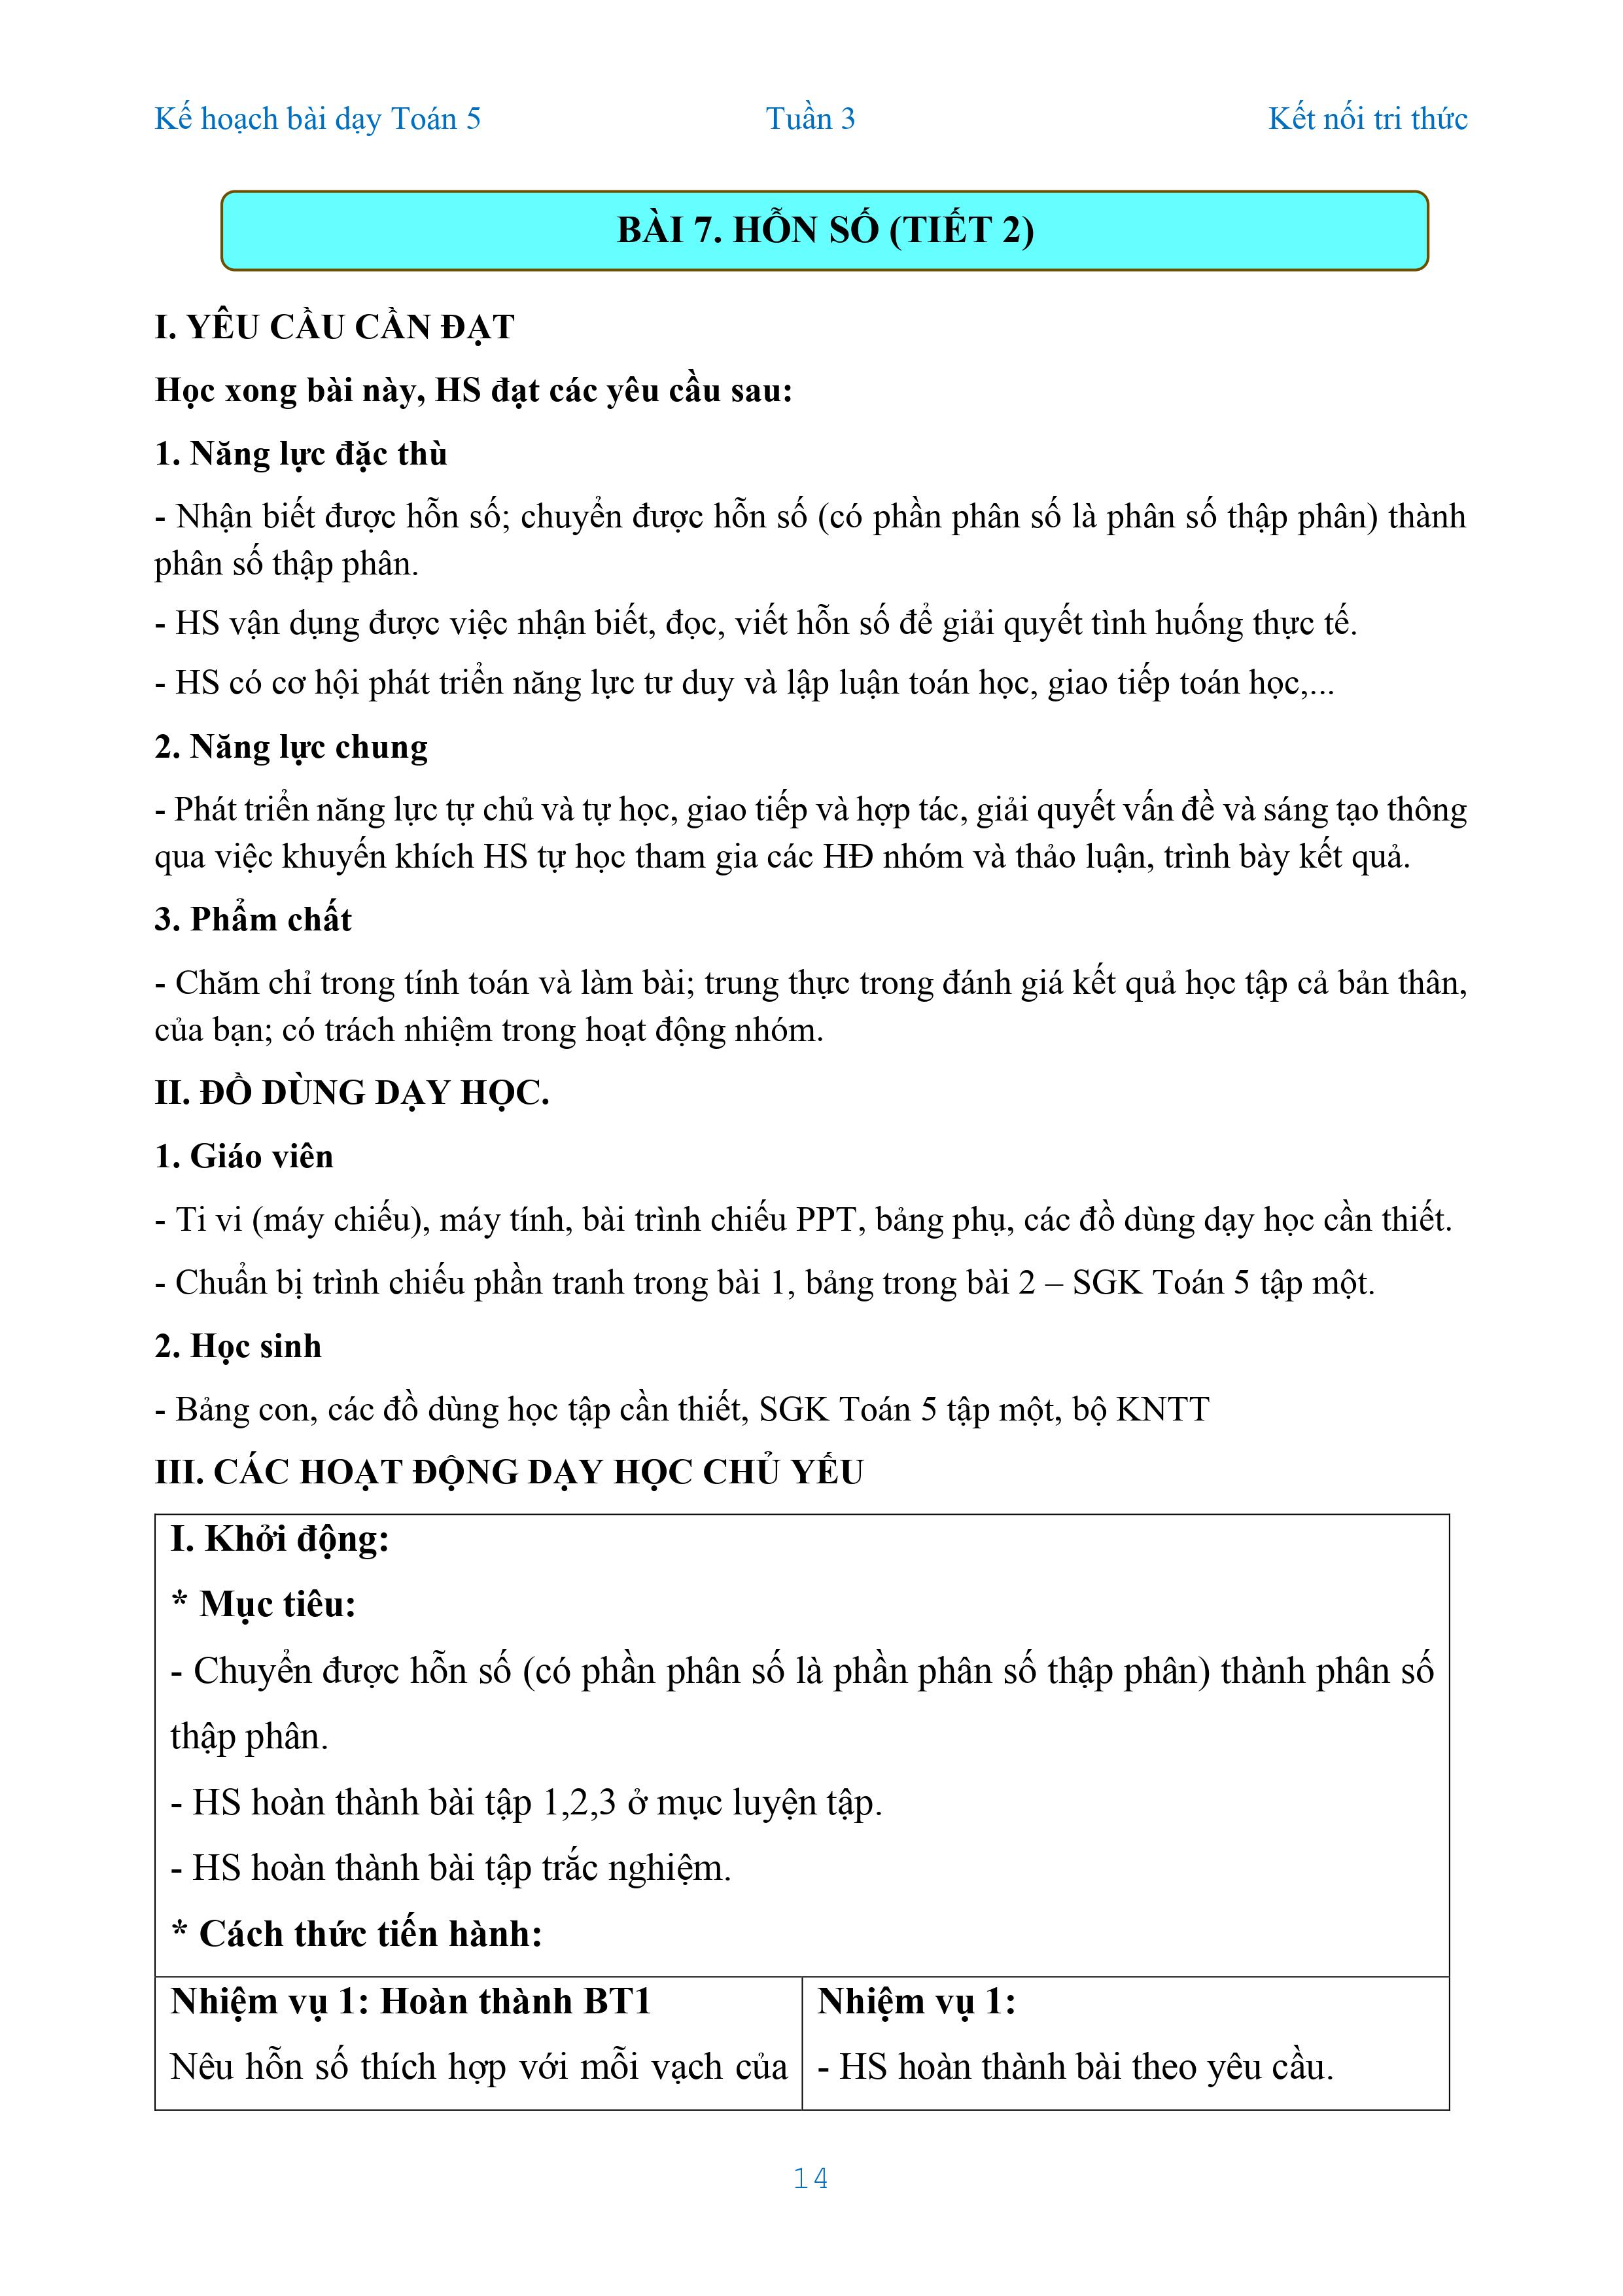 Kế hoạch bài dạy Toán 5 Tuần 3 Kết nối tri thức
BÀI 7. HỖN SỐ (TIẾT 2)
I. YÊU CẦU CẦN ĐẠT
Học xong bài này, HS đạt các yêu cầu sau:
1. Năng lực đặc thù
- Nhận biết được hỗn số; chuyển được hỗn số (có phần phân số là phân số thập phân) thành
phân số thập phân.
- HS vận dụng được việc nhận biết, đọc, viết hỗn số để giải quyết tình huống thực tế.
- HS có cơ hội phát triển năng lực tư duy và lập luận toán học, giao tiếp toán học,...
2. Năng lực chung
- Phát triển năng lực tự chủ và tự học, giao tiếp và hợp tác, giải quyết vấn đề và sáng tạo thông
qua việc khuyến khích HS tự học tham gia các HĐ nhóm và thảo luận, trình bày kết quả.
3. Phẩm chất
- Chăm chỉ trong tính toán và làm bài; trung thực trong đánh giá kết quả học tập cả bản thân,
của bạn; có trách nhiệm trong hoạt động nhóm.
II. ĐỒ DÙNG DẠY HỌC.
1. Giáo viên
- Ti vi (máy chiếu), máy tính, bài trình chiếu PPT, bảng phụ, các đồ dùng dạy học cần thiết.
- Chuẩn bị trình chiếu phần tranh trong bài 1, bảng trong bài 2 – SGK Toán 5 tập một.
2. Học sinh
- Bảng con, các đồ dùng học tập cần thiết, SGK Toán 5 tập một, bộ KNTT
III. CÁC HOẠT ĐỘNG DẠY HỌC CHỦ YẾU
I. Khởi động:
* Mục tiêu:
- Chuyển được hỗn số (có phần phân số là phần phân số thập phân) thành phân số
thập phân.
- HS hoàn thành bài tập 1,2,3 ở mục luyện tập.
- HS hoàn thành bài tập trắc nghiệm.
* Cách thức tiến hành:
Nhiệm vụ 1: Hoàn thành BT1
Nêu hỗn số thích hợp với mỗi vạch của
Nhiệm vụ 1:
- HS hoàn thành bài theo yêu cầu.
14